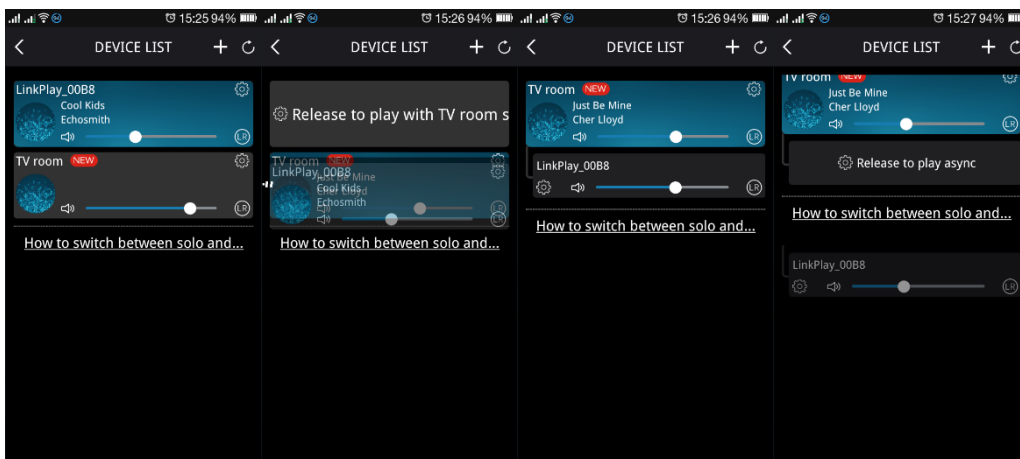 15:25 94%
DEVICE LIST
LinkPlay_00B8
Cool Kids
Echosmith
LR
TV room NEW
LR
How to switch between solo and...
15:26 94%
DEVICE LIST
Release to play with TV room s
TV room NEW
LinkPlay_00B8
Just Be Mine
Cool Kids
Cher Lloyd
Echosmith
LR
LR
How to switch between solo and...
15:26 94%
DEVICE LIST
TV room NEW
Just Be Mine
Cher Lloyd
LR
LinkPlay_00B8
LR
How to switch between solo and...
15:27 94%
DEVICE LIST
TV room NEW
Just Be Mine
Cher Lloyd
LR
Release to play async
How to switch between solo and...
LinkPlay_00B8
LR